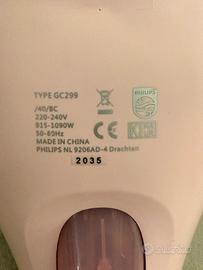 TYPE GC299
/40/BC
220-240V
915-1090W
50-60Hz
MADE IN CHINA
PHILIPS NL 9206AD-4 Drachten
2035
PHILIPS
subito